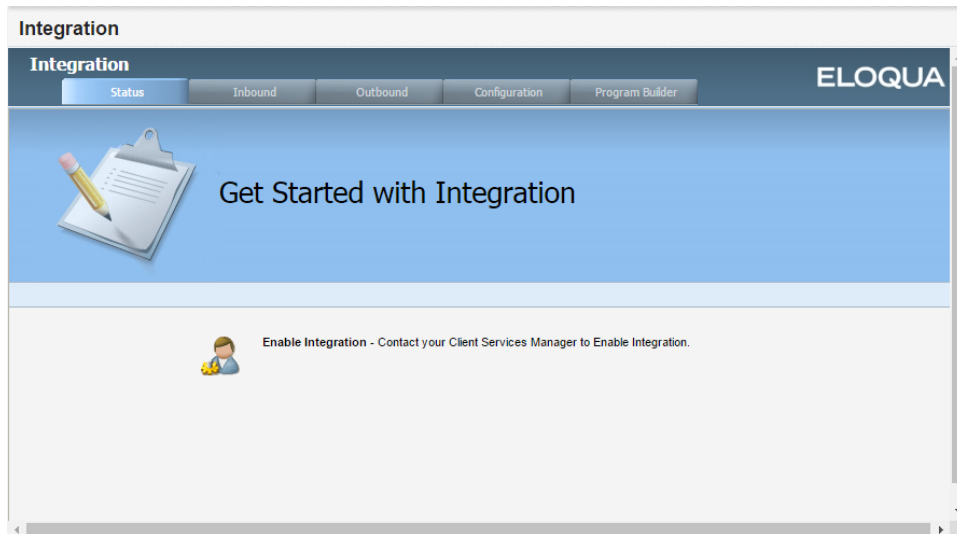 Integration
Integration
ELOQUA
Status Inbound Outbound Configuration Program Builder
Get Started with Integration
Enable Integration - Contact your Client Services Manager to Enable Integration.